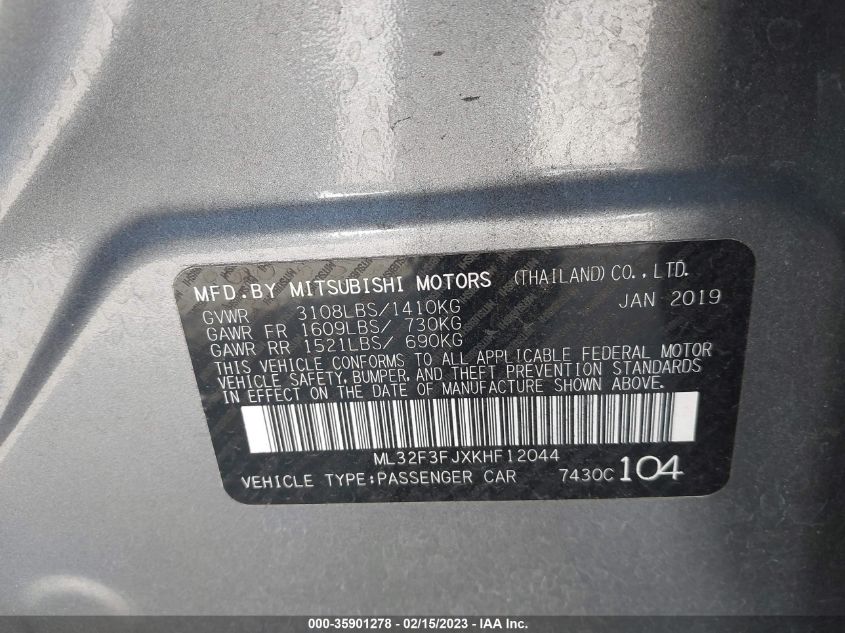 MFD.BY MITSUBISHI MOTORS (THAILAND) CO., LTD.
GVWR 3108LBS/1410KG JAN 2019
GAWR FR 1609LBS/ 730KG
GAWR RR 1521LBS/ 690KG
THIS VEHICLE CONFORMS TO ALL APPLICABLE FEDERAL MOTOR
VEHICLE SAFETY, BUMPER, AND THEFT PREVENTION STANDARDS
IN EFFECT ON THE DATE OF MANUFACTURE SHOWN ABOVE.
ML32F3FJXKHF12044
VEHICLE TYPE:PASSENGER CAR 7430C 104
000-35901278 - 02/15/2023 - IAA Inc.